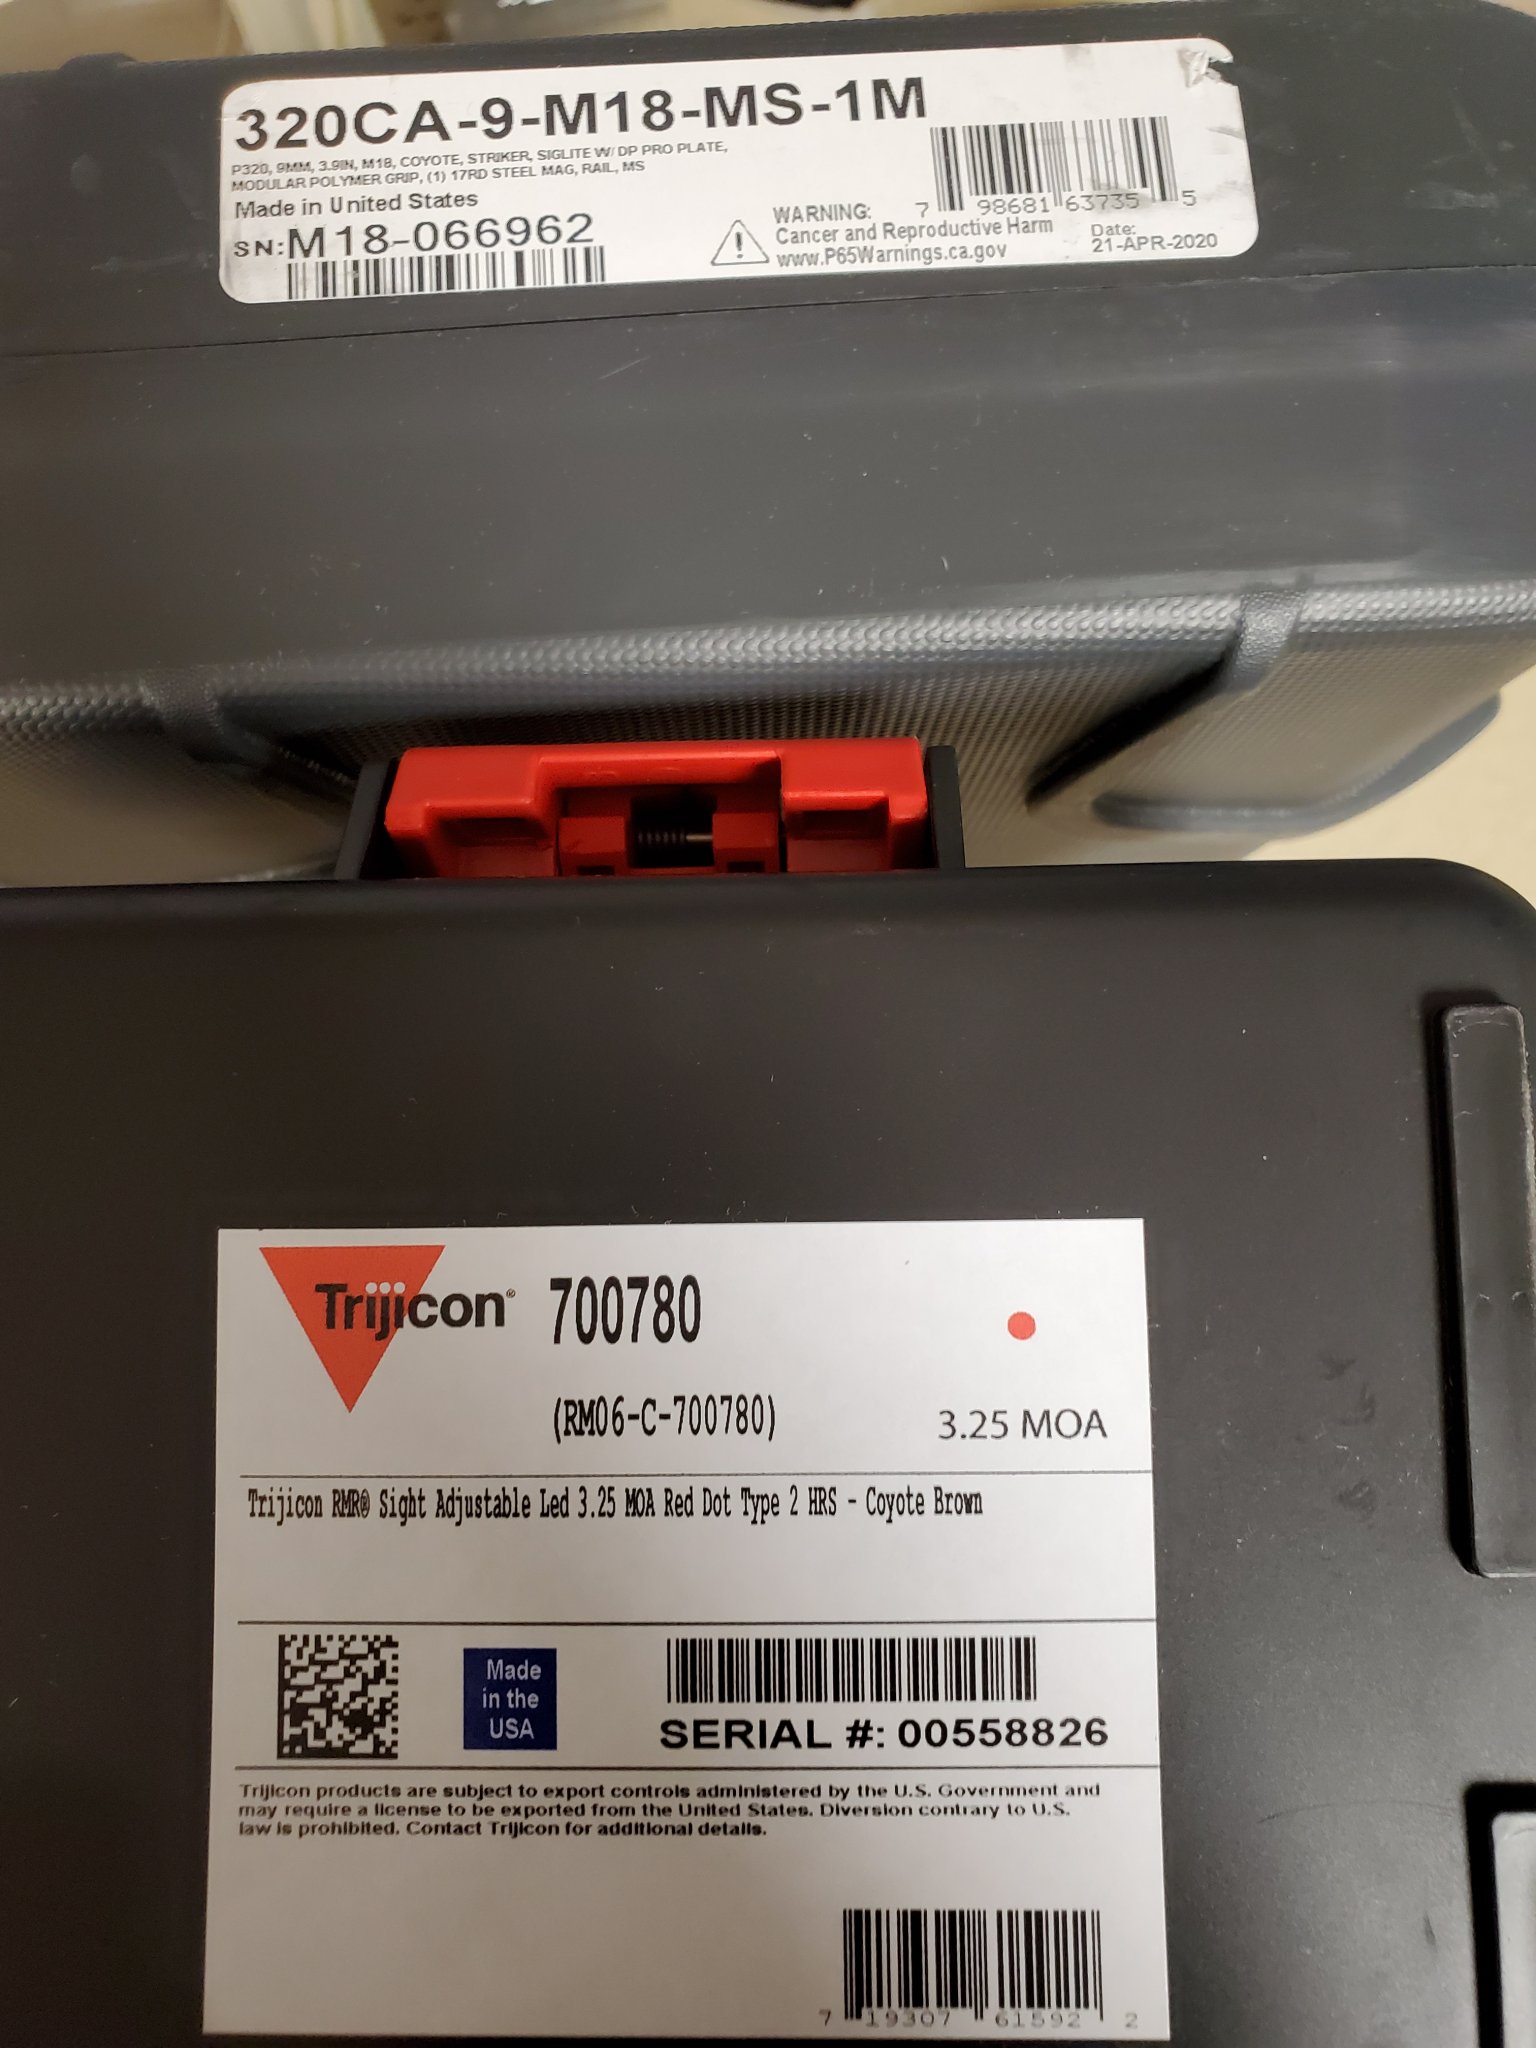 320CA-9-M18-MS-1M
P320, 9MM, 3.9IN, M18, COYOTE, STRIKER, SIGLITE W/ DP PRO PLATE,
MODULAR POLYMER GRIP, (1) 17RD STEEL MAG, RAIL, MS
Made in United States
SN:M18-066962
WARNING:
Cancer and Reproductive Harm
www.P65Warnings.ca.gov
7 98681 63735 5
Date:
21-APR-2020
Trijicon® 700780
(RM06-C-700780)
3.25 MOA
Trijicon RMR® Sight Adjustable Led 3.25 MOA Red Dot Type 2 HRS - Coyote Brown
Made
in the
USA
SERIAL #: 00558826
Trijicon products are subject to export controls administered by the U.S. Government and
may require a license to be exported from the United States. Diversion contrary to U.S.
law is prohibited. Contact Trijicon for additional details.
7 19307 61592 2